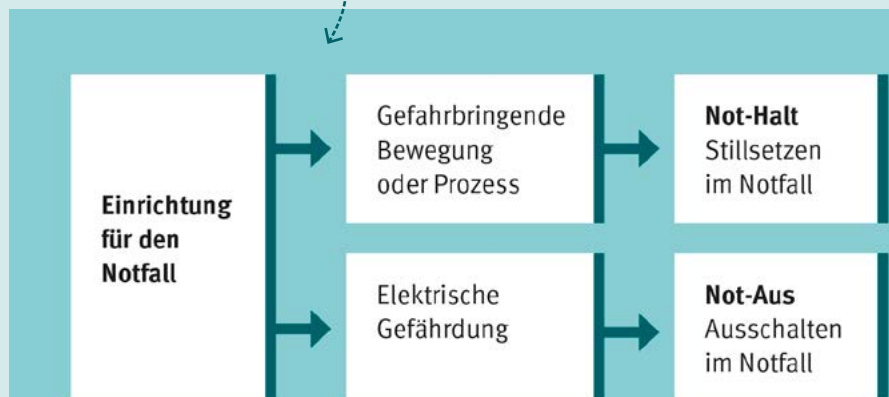 Einrichtung
für den
Notfall
Gefahrbringende
Bewegung
oder Prozess
Not-Halt
Stillsetzen
im Notfall
Elektrische
Gefährdung
Not-Aus
Ausschalten
im Notfall